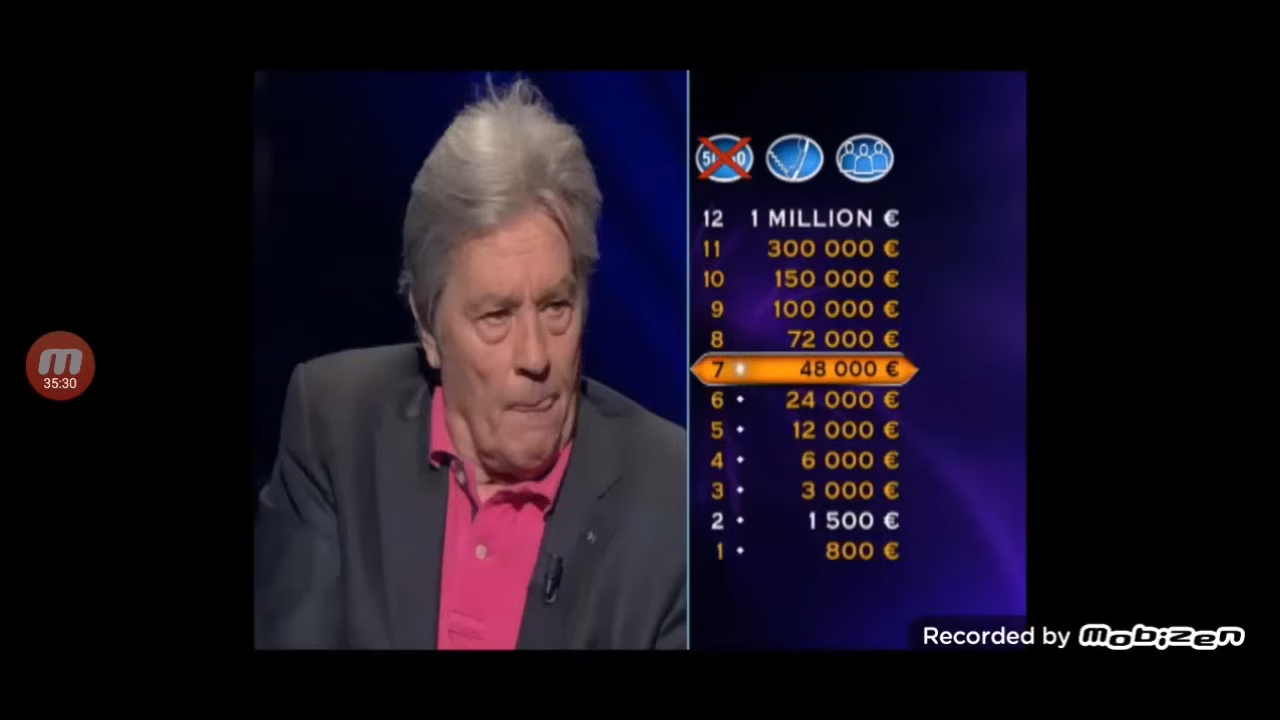 50:50
12 1 MILLION €
11 300 000 €
10 150 000 €
9 100 000 €
8 72 000 €
7 48 000 €
6 24 000 €
5 12 000 €
4 6 000 €
3 3 000 €
2 1 500 €
1 800 €
m
35:30
Recorded by mobizen